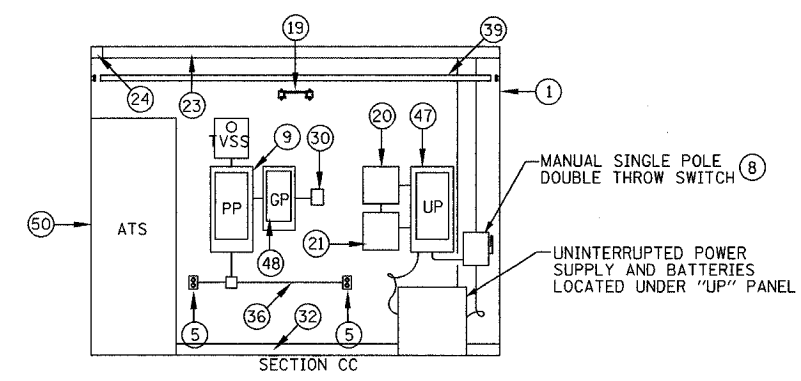 19
39
24
23
1
TVSS
9
30
20
47
MANUAL SINGLE POLE
DOUBLE THROW SWITCH 8
PP
GP
UP
50
ATS
48
21
UNINTERRUPTED POWER
SUPPLY AND BATTERIES
LOCATED UNDER "UP" PANEL
5
36
32
5
SECTION CC